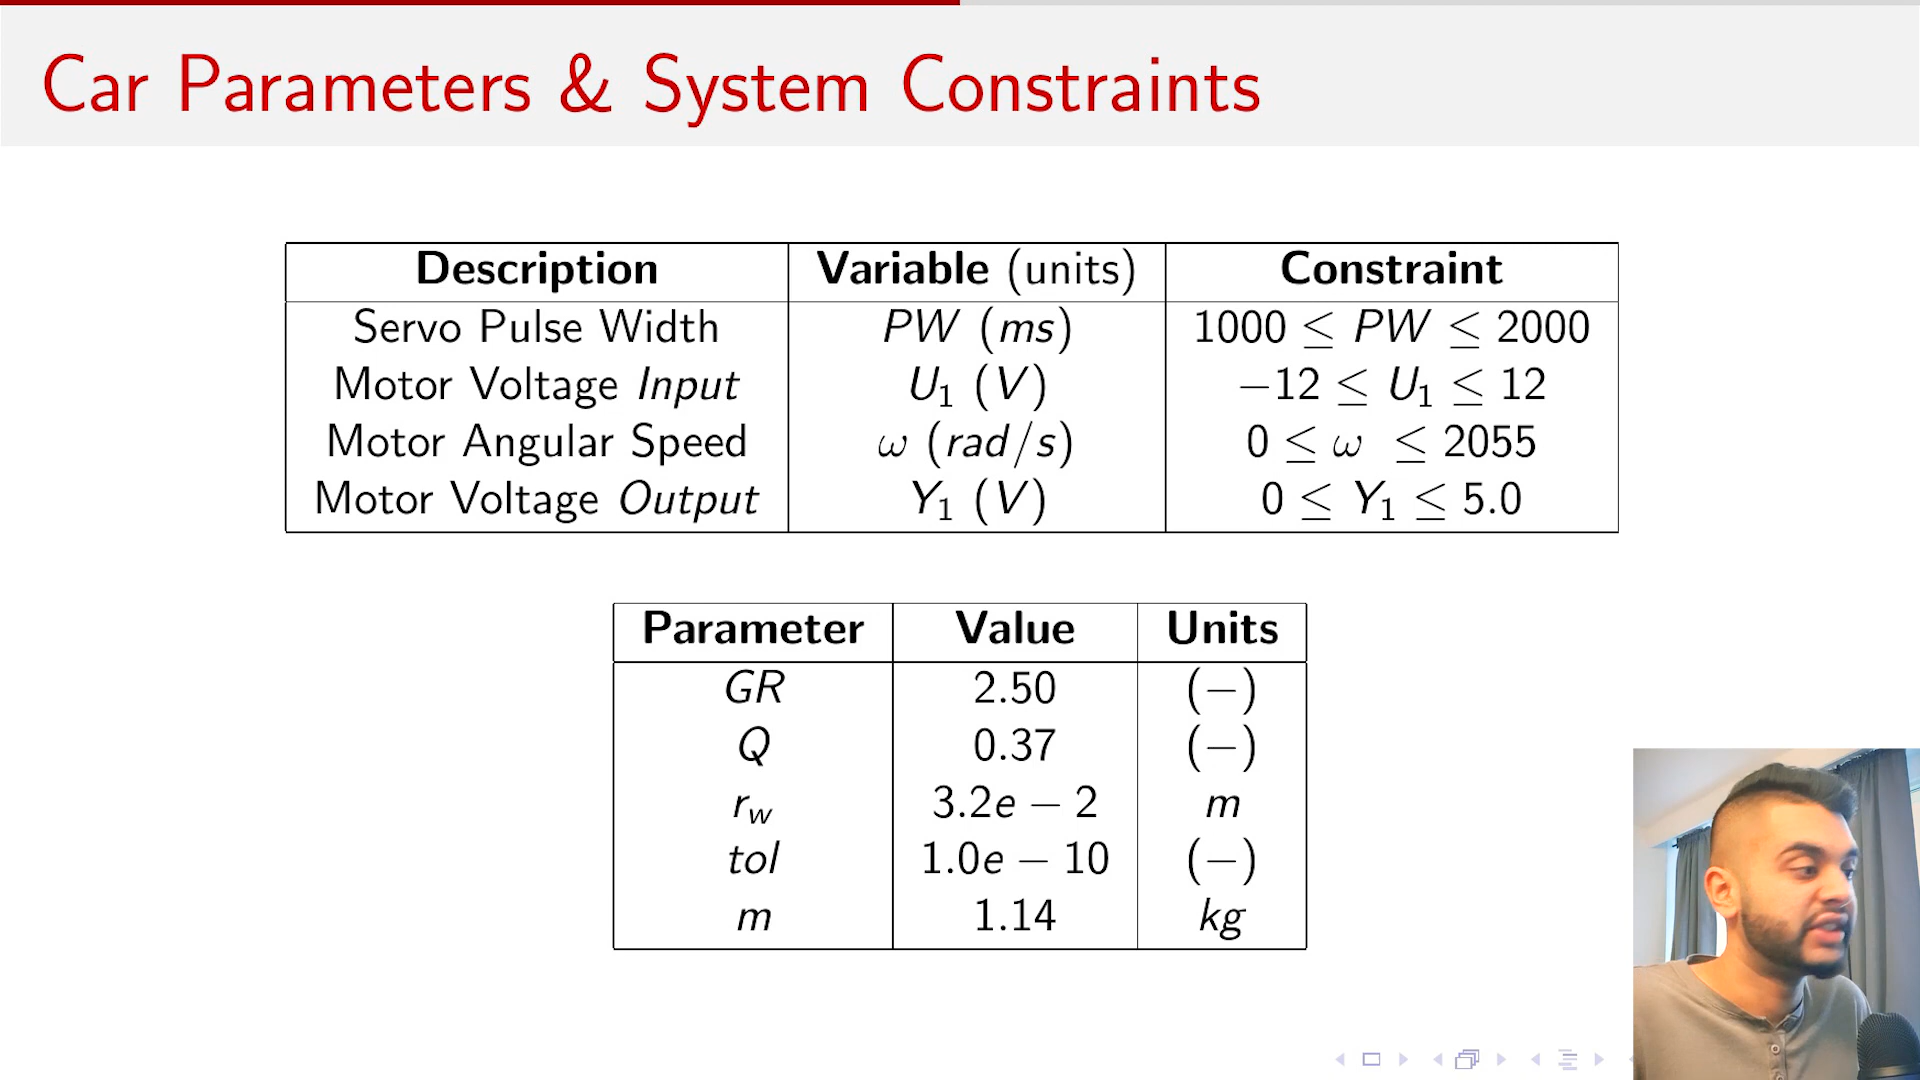 Car Parameters & System Constraints
Description Variable (units) Constraint
Servo Pulse Width PW (ms) 1000 ≤ PW ≤ 2000
Motor Voltage Input U₁ (V) −12 ≤ U₁ ≤ 12
Motor Angular Speed ω (rad/s) 0 ≤ ω ≤ 2055
Motor Voltage Output Y₁ (V) 0 ≤ Y₁ ≤ 5.0
Parameter Value Units
GR 2.50 (−)
Q 0.37 (−)
r_w 3.2e − 2 m
tol 1.0e − 10 (−)
m 1.14 kg